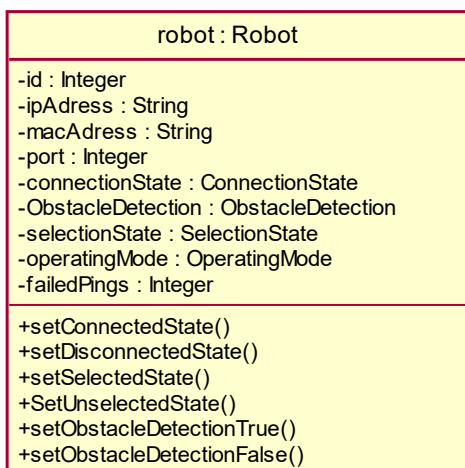 robot : Robot
-id : Integer
-ipAdress : String
-macAdress : String
-port : Integer
-connectionState : ConnectionState
-ObstacleDetection : ObstacleDetection
-selectionState : SelectionState
-operatingMode : OperatingMode
-failedPings : Integer
+setConnectedState()
+setDisconnectedState()
+setSelectedState()
+SetUnselectedState()
+setObstacleDetectionTrue()
+setObstacleDetectionFalse()